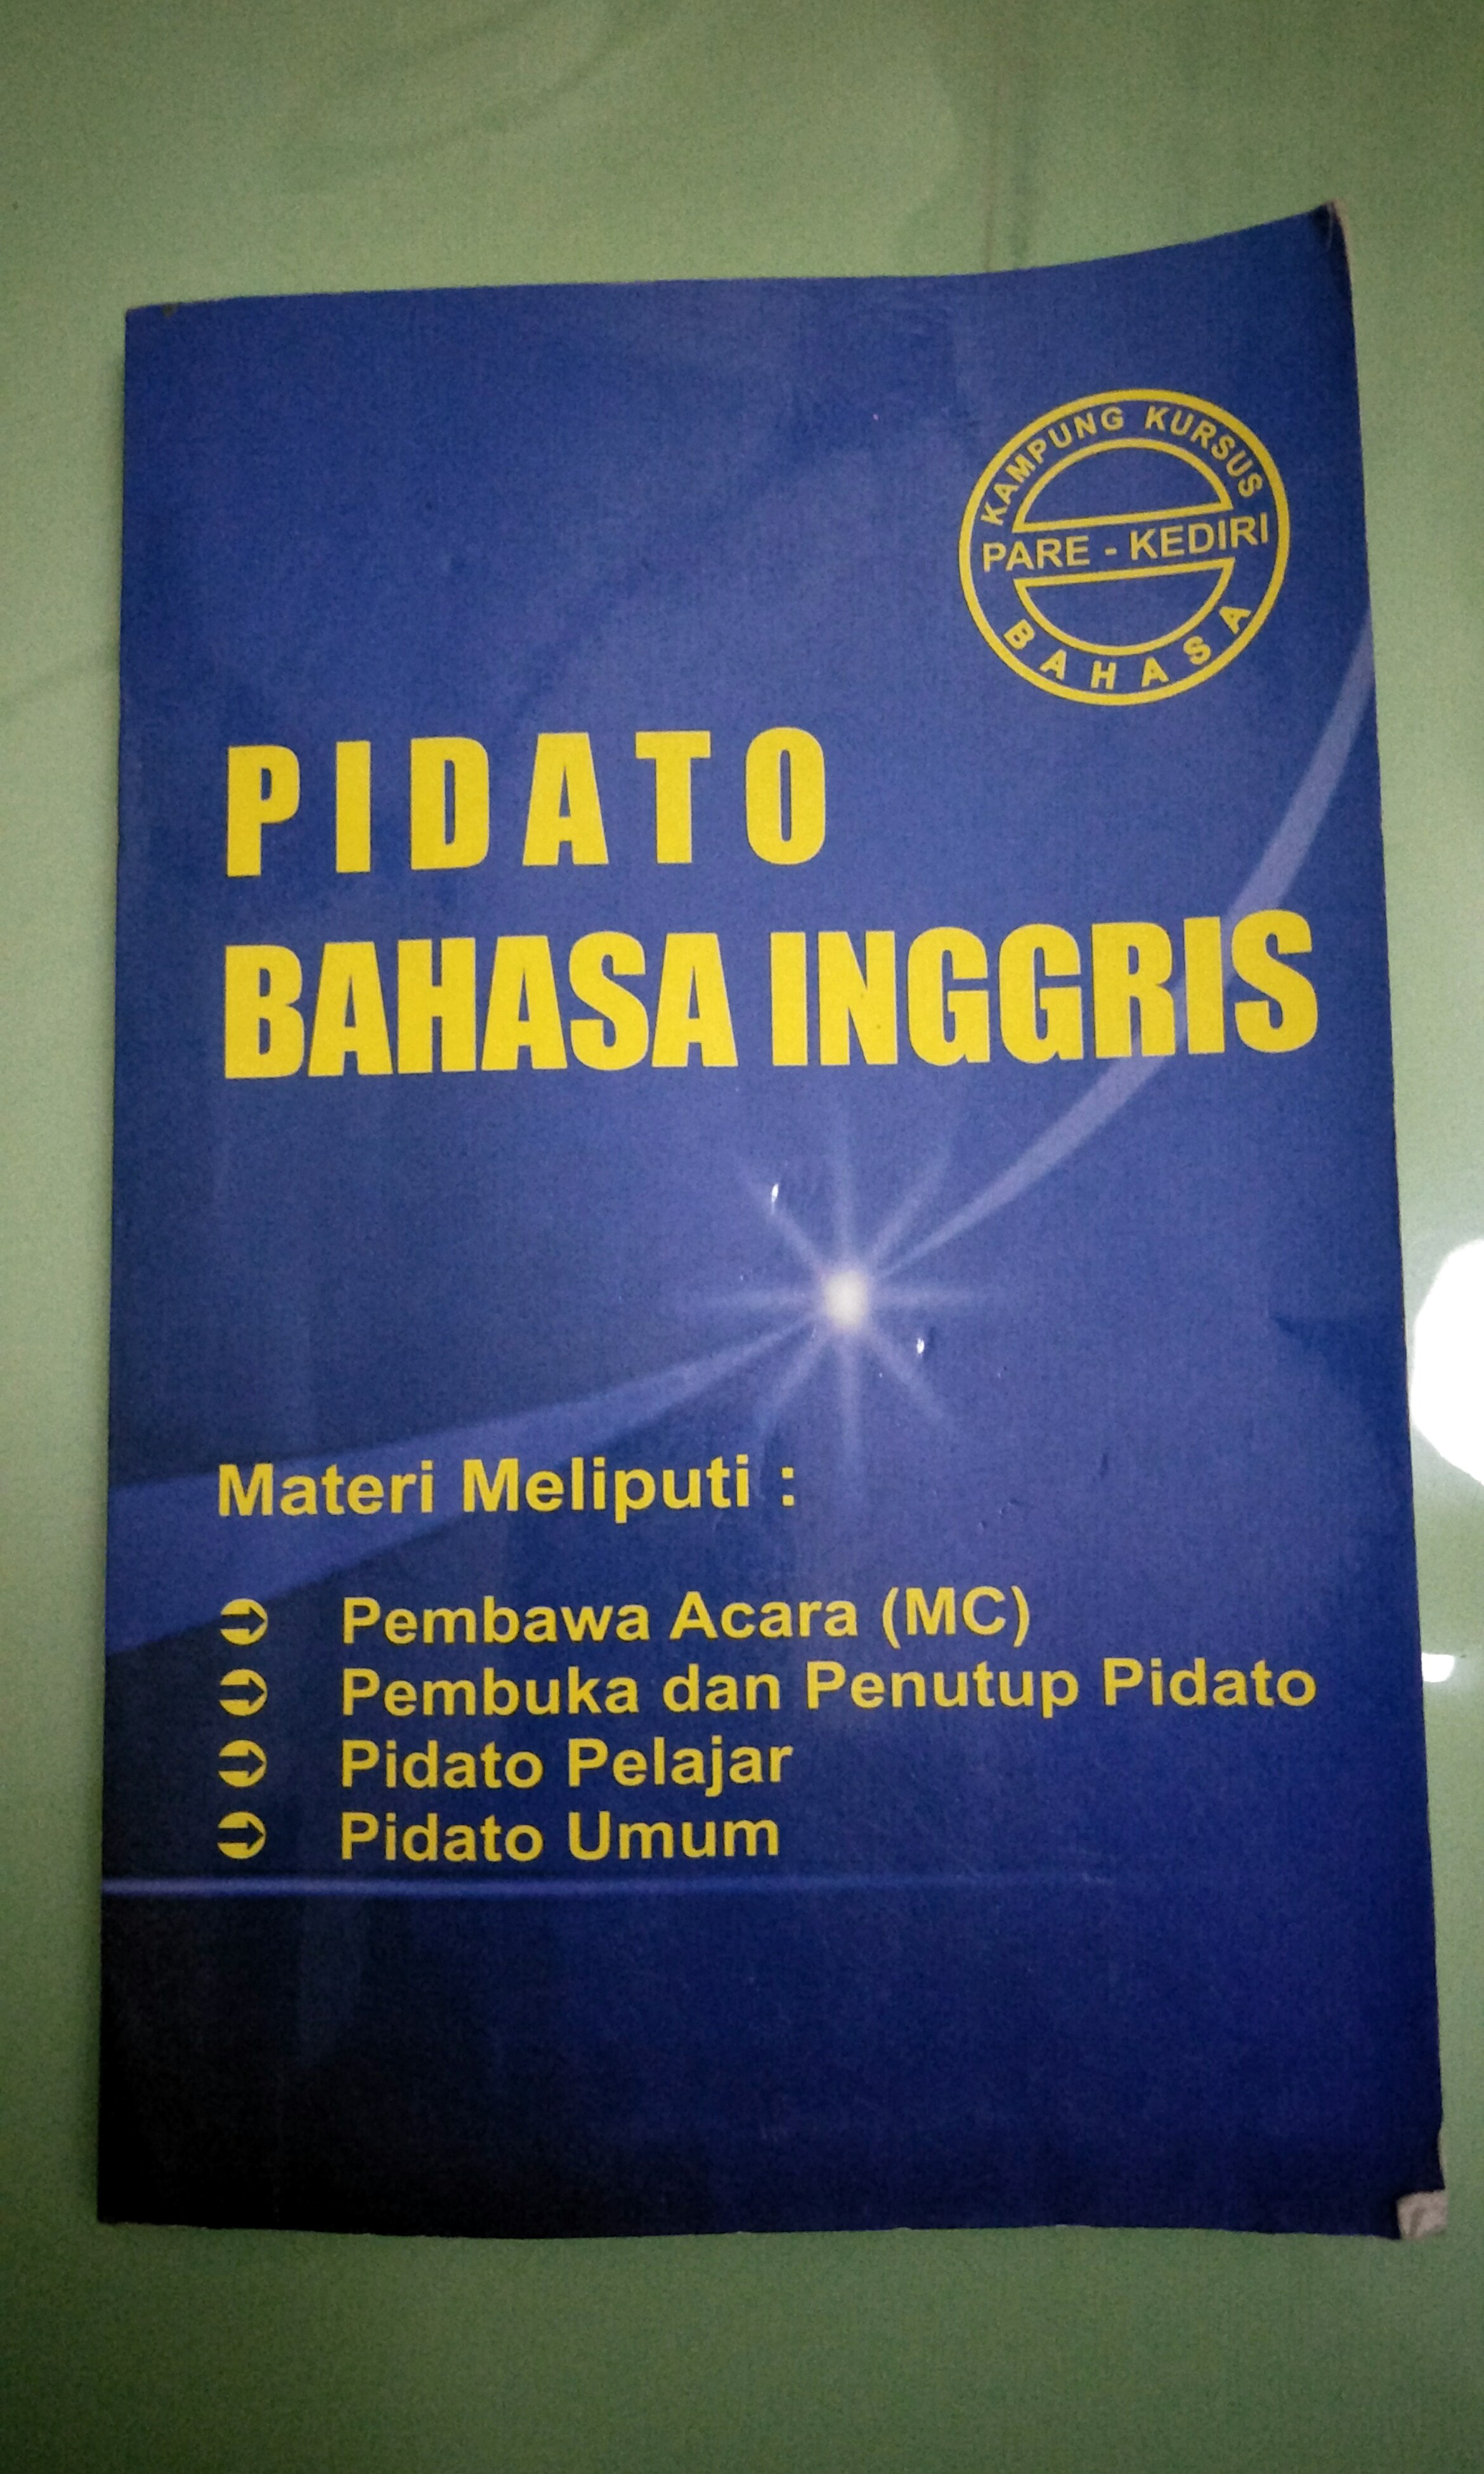 KAMPUNG KURSUS
PARE - KEDIRI
BAHASA
PIDATO
BAHASA INGGRIS
Materi Meliputi :
Pembawa Acara (MC)
Pembuka dan Penutup Pidato
Pidato Pelajar
Pidato Umum